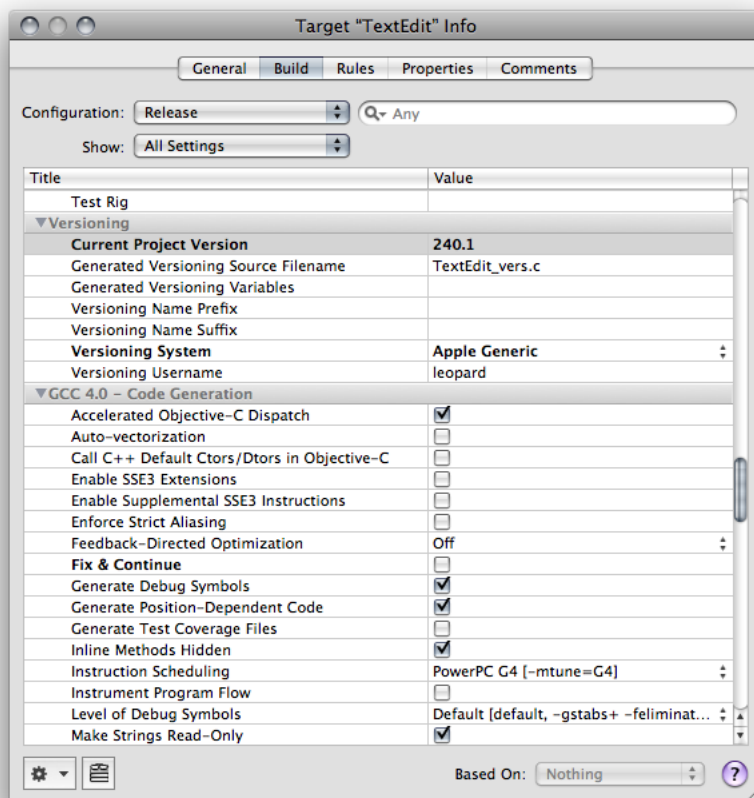 Target “TextEdit” Info
General Build Rules Properties Comments
Configuration: Release Any
Show: All Settings
Title Value
Test Rig
Versioning
Current Project Version 240.1
Generated Versioning Source Filename TextEdit_vers.c
Generated Versioning Variables
Versioning Name Prefix
Versioning Name Suffix
Versioning System Apple Generic
Versioning Username leopard
GCC 4.0 – Code Generation
Accelerated Objective-C Dispatch
Auto-vectorization
Call C++ Default Ctors/Dtors in Objective-C
Enable SSE3 Extensions
Enable Supplemental SSE3 Instructions
Enforce Strict Aliasing
Feedback-Directed Optimization Off
Fix & Continue
Generate Debug Symbols
Generate Position-Dependent Code
Generate Test Coverage Files
Inline Methods Hidden
Instruction Scheduling PowerPC G4 [-mtune=G4]
Instrument Program Flow
Level of Debug Symbols Default [default, -gstabs+ -feliminat...
Make Strings Read-Only
Based On: Nothing ?